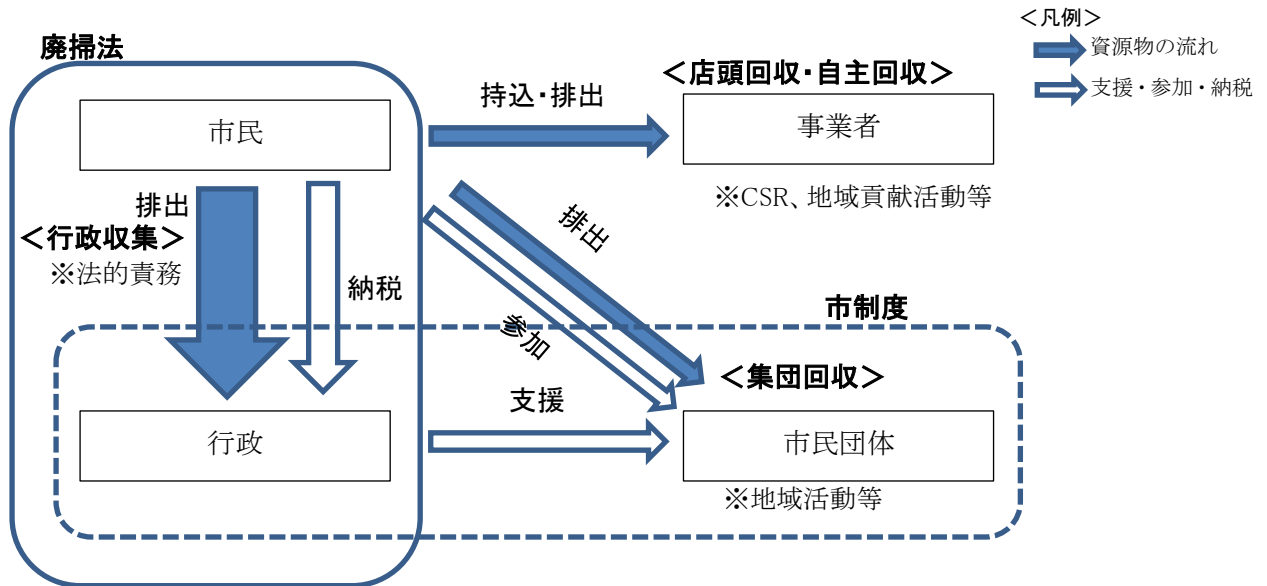 <凡例>
資源物の流れ
支援・参加・納税
廃掃法
<店頭回収・自主回収>
持込・排出
市民
事業者
※CSR、地域貢献活動等
排出
<行政収集>
※法的責務
納税
排出
参加
市制度
<集団回収>
支援
行政
市民団体
※地域活動等